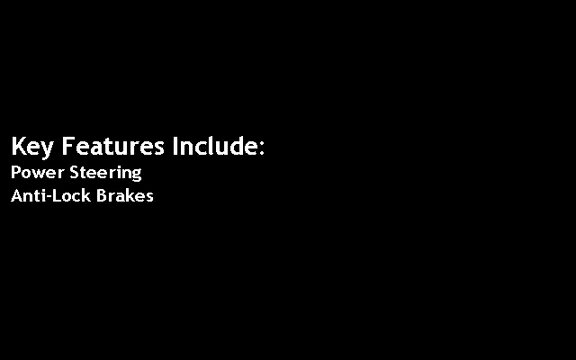 Key Features Include:
Power Steering
Anti-Lock Brakes